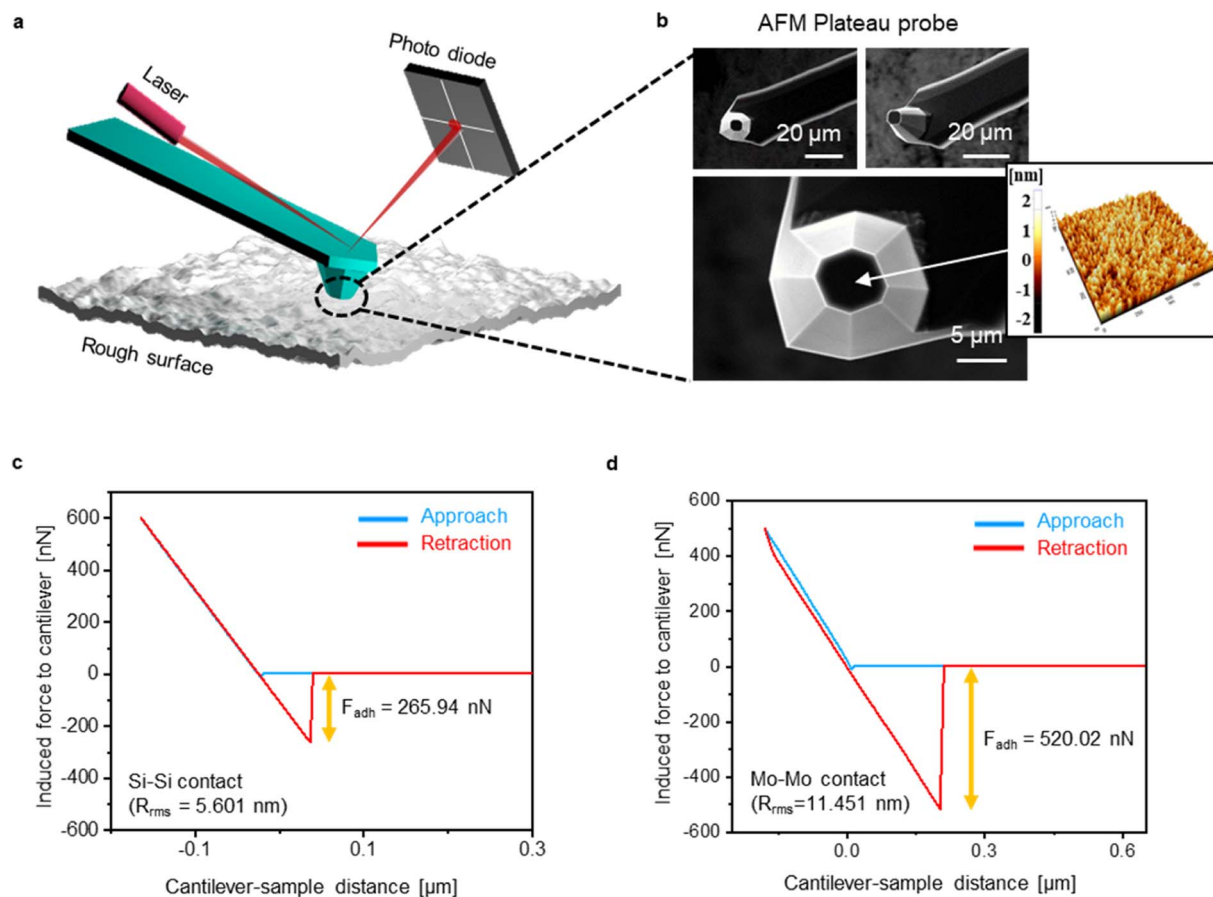 a
Laser
Photo diode
Rough surface
b
AFM Plateau probe
20 µm
20 µm
5 µm
[nm]
2
1
0
-1
-2
c
Induced force to cantilever [nN]
600
400
200
0
-200
-400
-600
Approach
Retraction
F_adh = 265.94 nN
Si-Si contact
(R_rms = 5.601 nm)
-0.1
0.1
0.3
Cantilever-sample distance [µm]
d
Induced force to cantilever [nN]
600
400
200
0
-200
-400
-600
Approach
Retraction
F_adh = 520.02 nN
Mo-Mo contact
(R_rms=11.451 nm)
0.0
0.3
0.6
Cantilever-sample distance [µm]